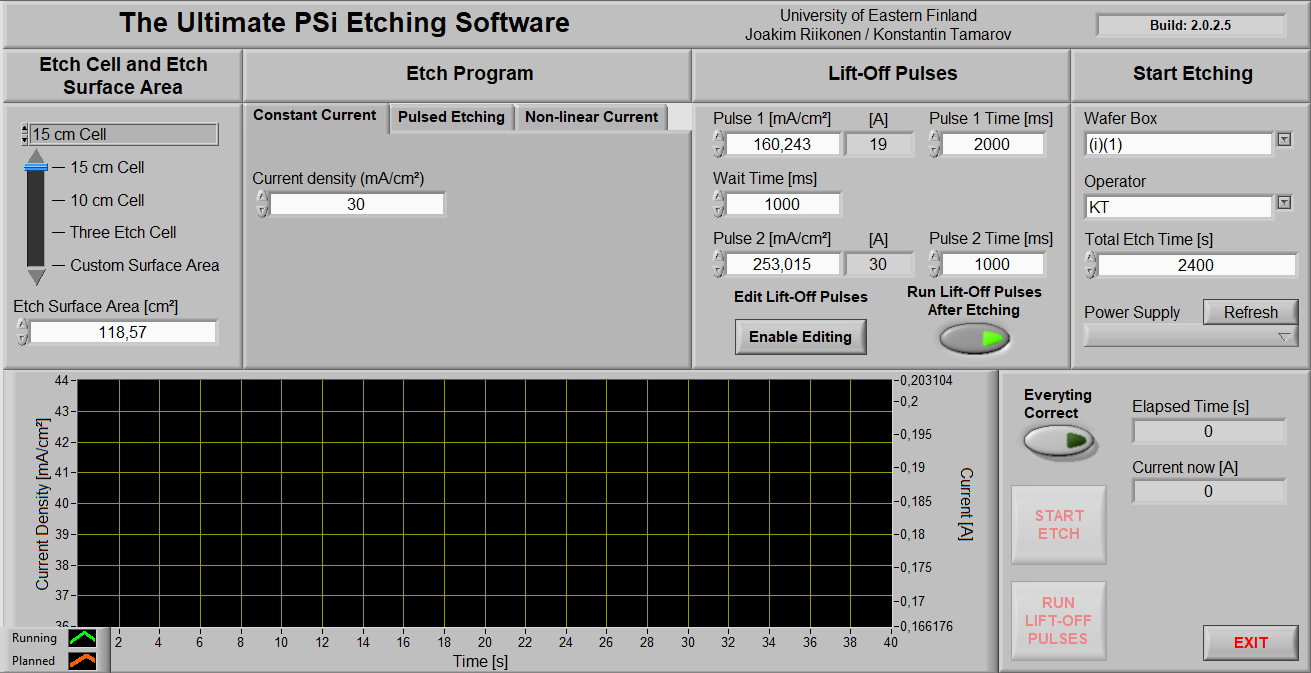 The Ultimate PSi Etching Software
University of Eastern Finland
Joakim Riikonen / Konstantin Tamarov
Build: 2.0.2.5
Etch Cell and Etch
Surface Area
Etch Program
Lift-Off Pulses
Start Etching
15 cm Cell
15 cm Cell
10 cm Cell
Three Etch Cell
Custom Surface Area
Etch Surface Area [cm²]
118,57
Constant Current
Pulsed Etching
Non-linear Current
Current density (mA/cm²)
30
Pulse 1 [mA/cm²]
[A]
Pulse 1 Time [ms]
160,243
19
2000
Wait Time [ms]
1000
Pulse 2 [mA/cm²]
[A]
Pulse 2 Time [ms]
253,015
30
1000
Edit Lift-Off Pulses
Enable Editing
Run Lift-Off Pulses
After Etching
Wafer Box
(i)(1)
Operator
KT
Total Etch Time [s]
2400
Power Supply
Refresh
Current Density [mA/cm²]
44
43
42
41
40
39
38
37
36
0,203104
0,2
0,195
0,19
0,185
0,18
0,175
0,17
0,166176
Current [A]
2 4 6 8 10 12 14 16 18 20 22 24 26 28 30 32 34 36 38 40
Time [s]
Running
Planned
Everyting
Correct
START
ETCH
RUN
LIFT-OFF
PULSES
Elapsed Time [s]
0
Current now [A]
0
EXIT